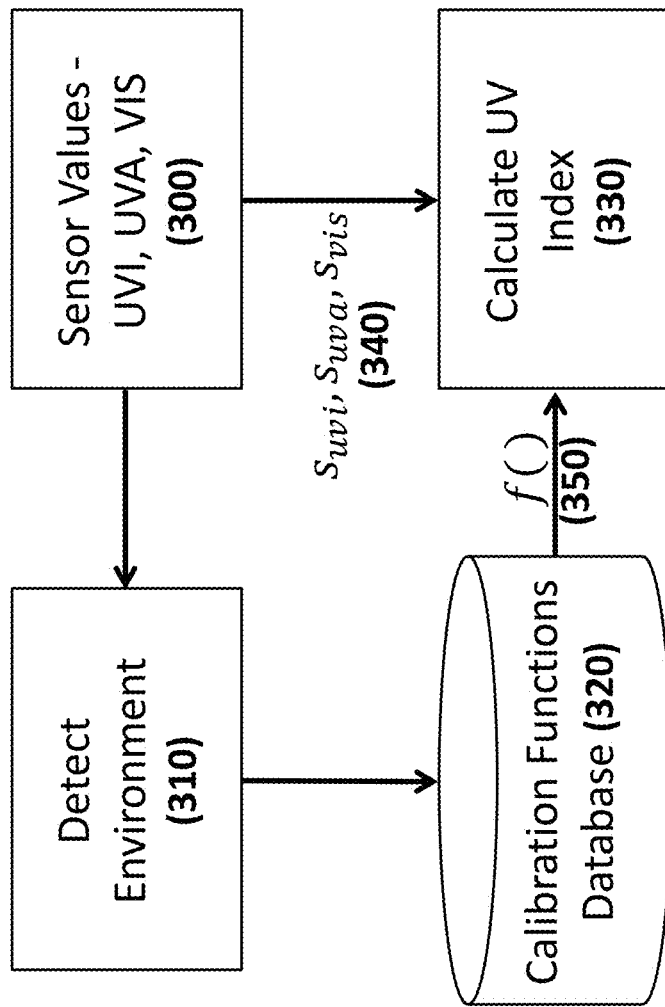 Sensor Values -
UVI, UVA, VIS
(300)
Detect
Environment
(310)
s_uvi, s_uva, s_vis
(340)
Calibration Functions
Database (320)
f ( )
(350)
Calculate UV
Index
(330)